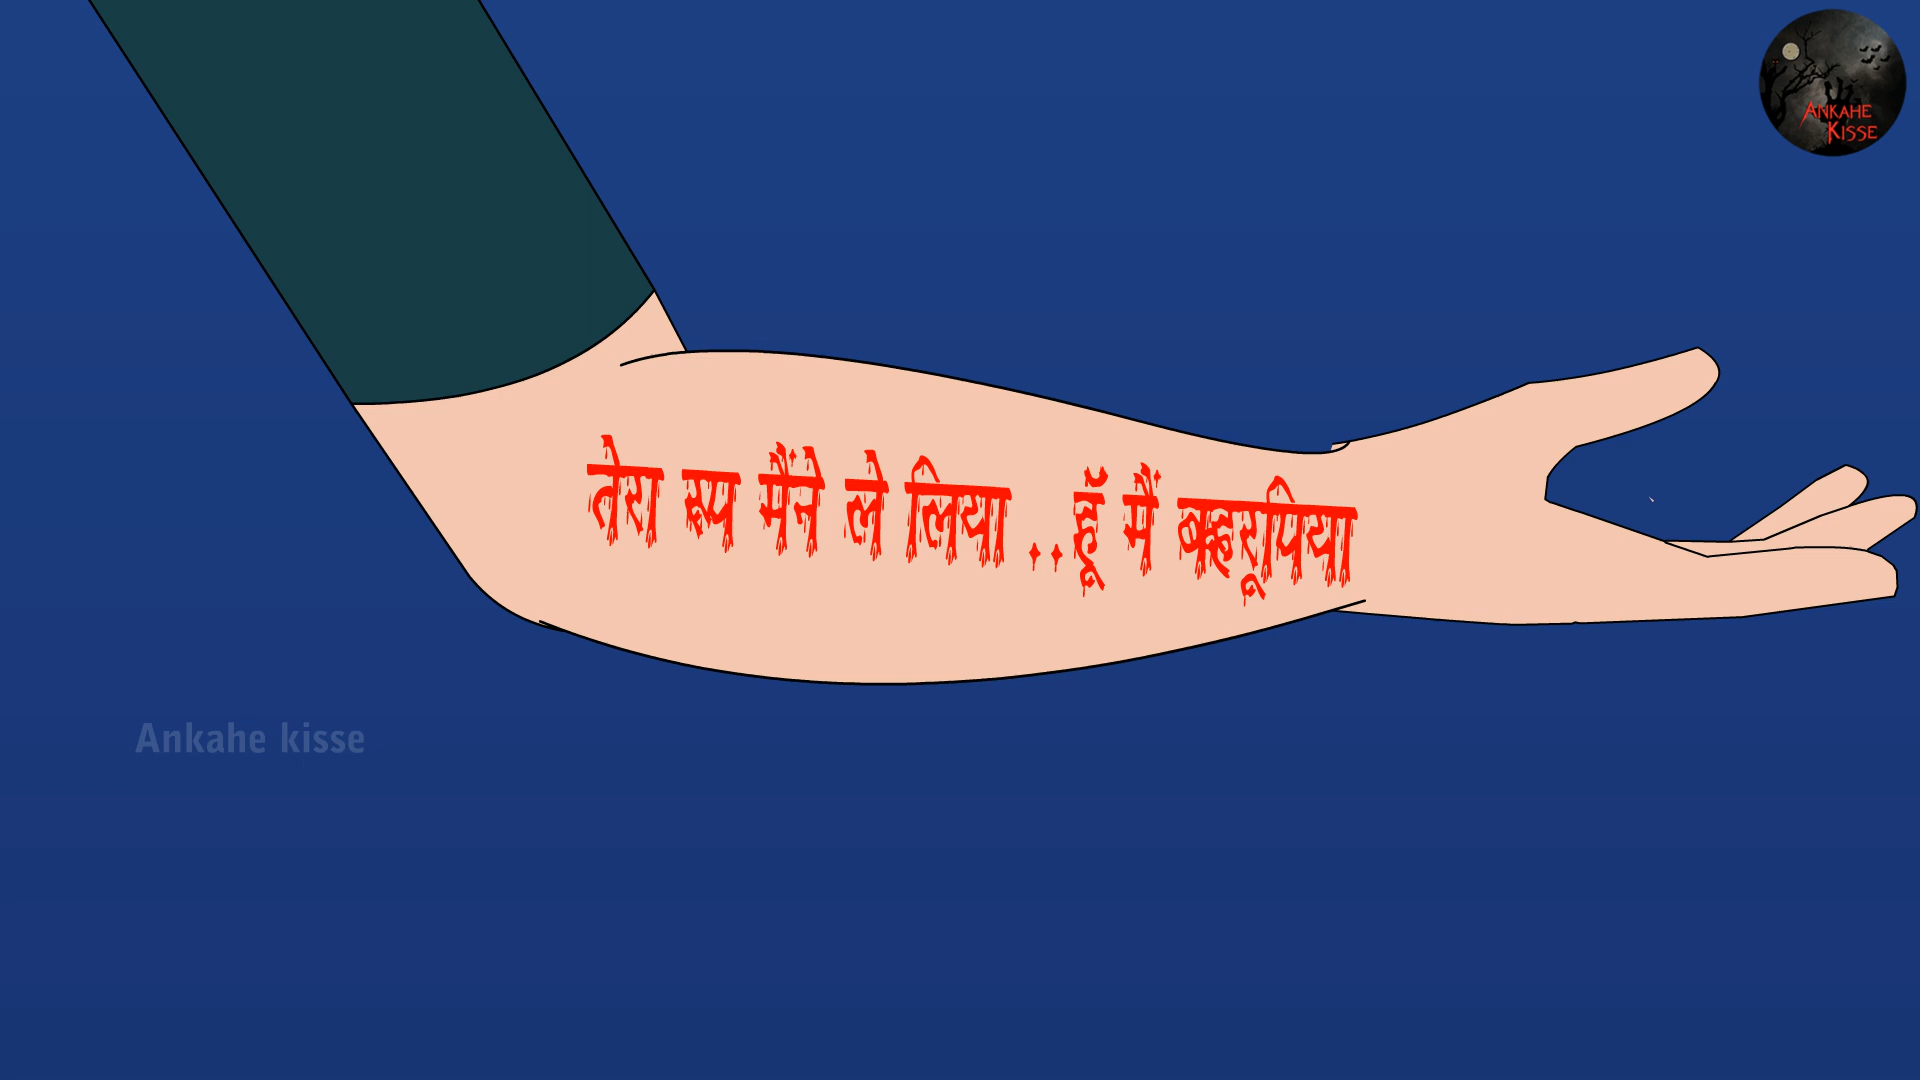 ANKAHE
KISSE
तेरा रूप मैंने ले लिया ..हूँ मैं बहरूपिया
Ankahe kisse